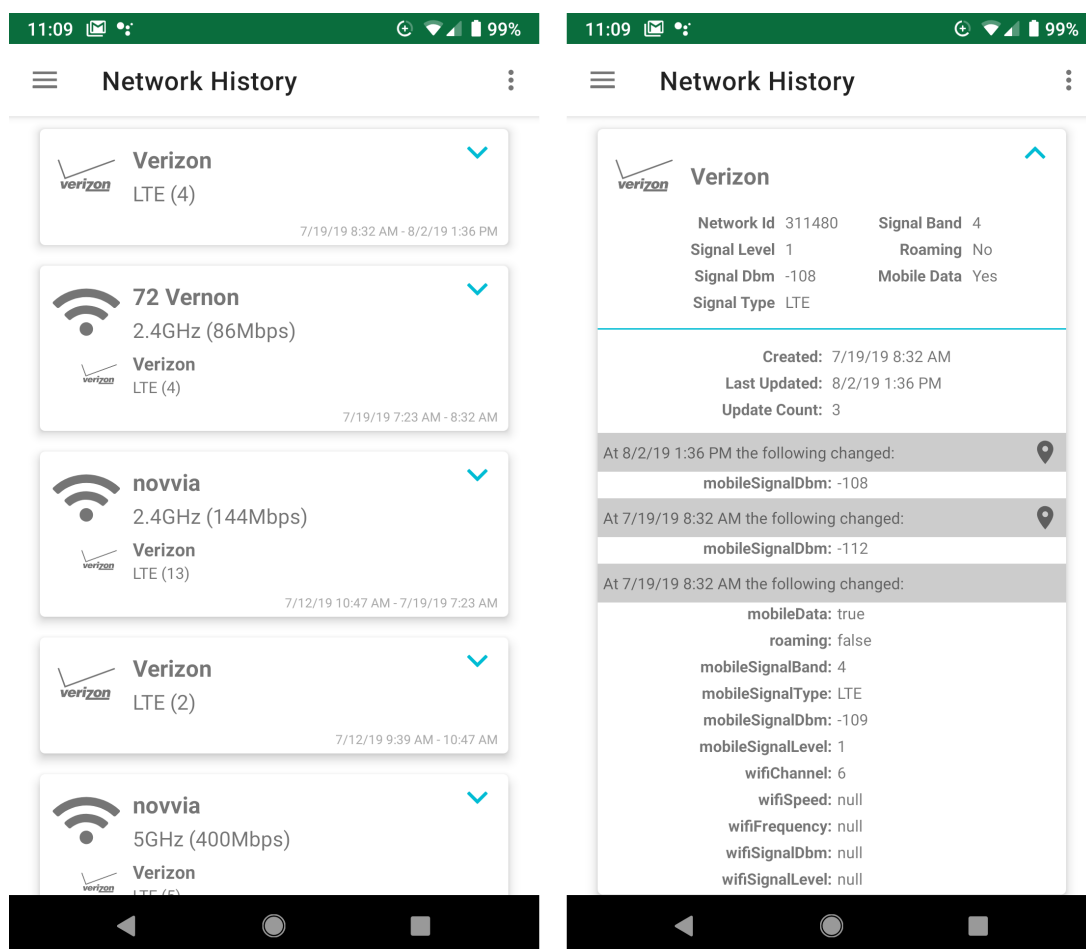 11:09 99%
Network History
verizon
Verizon
LTE (4)
7/19/19 8:32 AM - 8/2/19 1:36 PM
72 Vernon
2.4GHz (86Mbps)
verizon
Verizon
LTE (4)
7/19/19 7:23 AM - 8:32 AM
novvia
2.4GHz (144Mbps)
verizon
Verizon
LTE (13)
7/12/19 10:47 AM - 7/19/19 7:23 AM
verizon
Verizon
LTE (2)
7/12/19 9:39 AM - 10:47 AM
novvia
5GHz (400Mbps)
verizon
Verizon
LTE (5)
11:09 99%
Network History
verizon
Verizon
Network Id 311480 Signal Band 4
Signal Level 1 Roaming No
Signal Dbm -108 Mobile Data Yes
Signal Type LTE
Created: 7/19/19 8:32 AM
Last Updated: 8/2/19 1:36 PM
Update Count: 3
At 8/2/19 1:36 PM the following changed:
mobileSignalDbm: -108
At 7/19/19 8:32 AM the following changed:
mobileSignalDbm: -112
At 7/19/19 8:32 AM the following changed:
mobileData: true
roaming: false
mobileSignalBand: 4
mobileSignalType: LTE
mobileSignalDbm: -109
mobileSignalLevel: 1
wifiChannel: 6
wifiSpeed: null
wifiFrequency: null
wifiSignalDbm: null
wifiSignalLevel: null